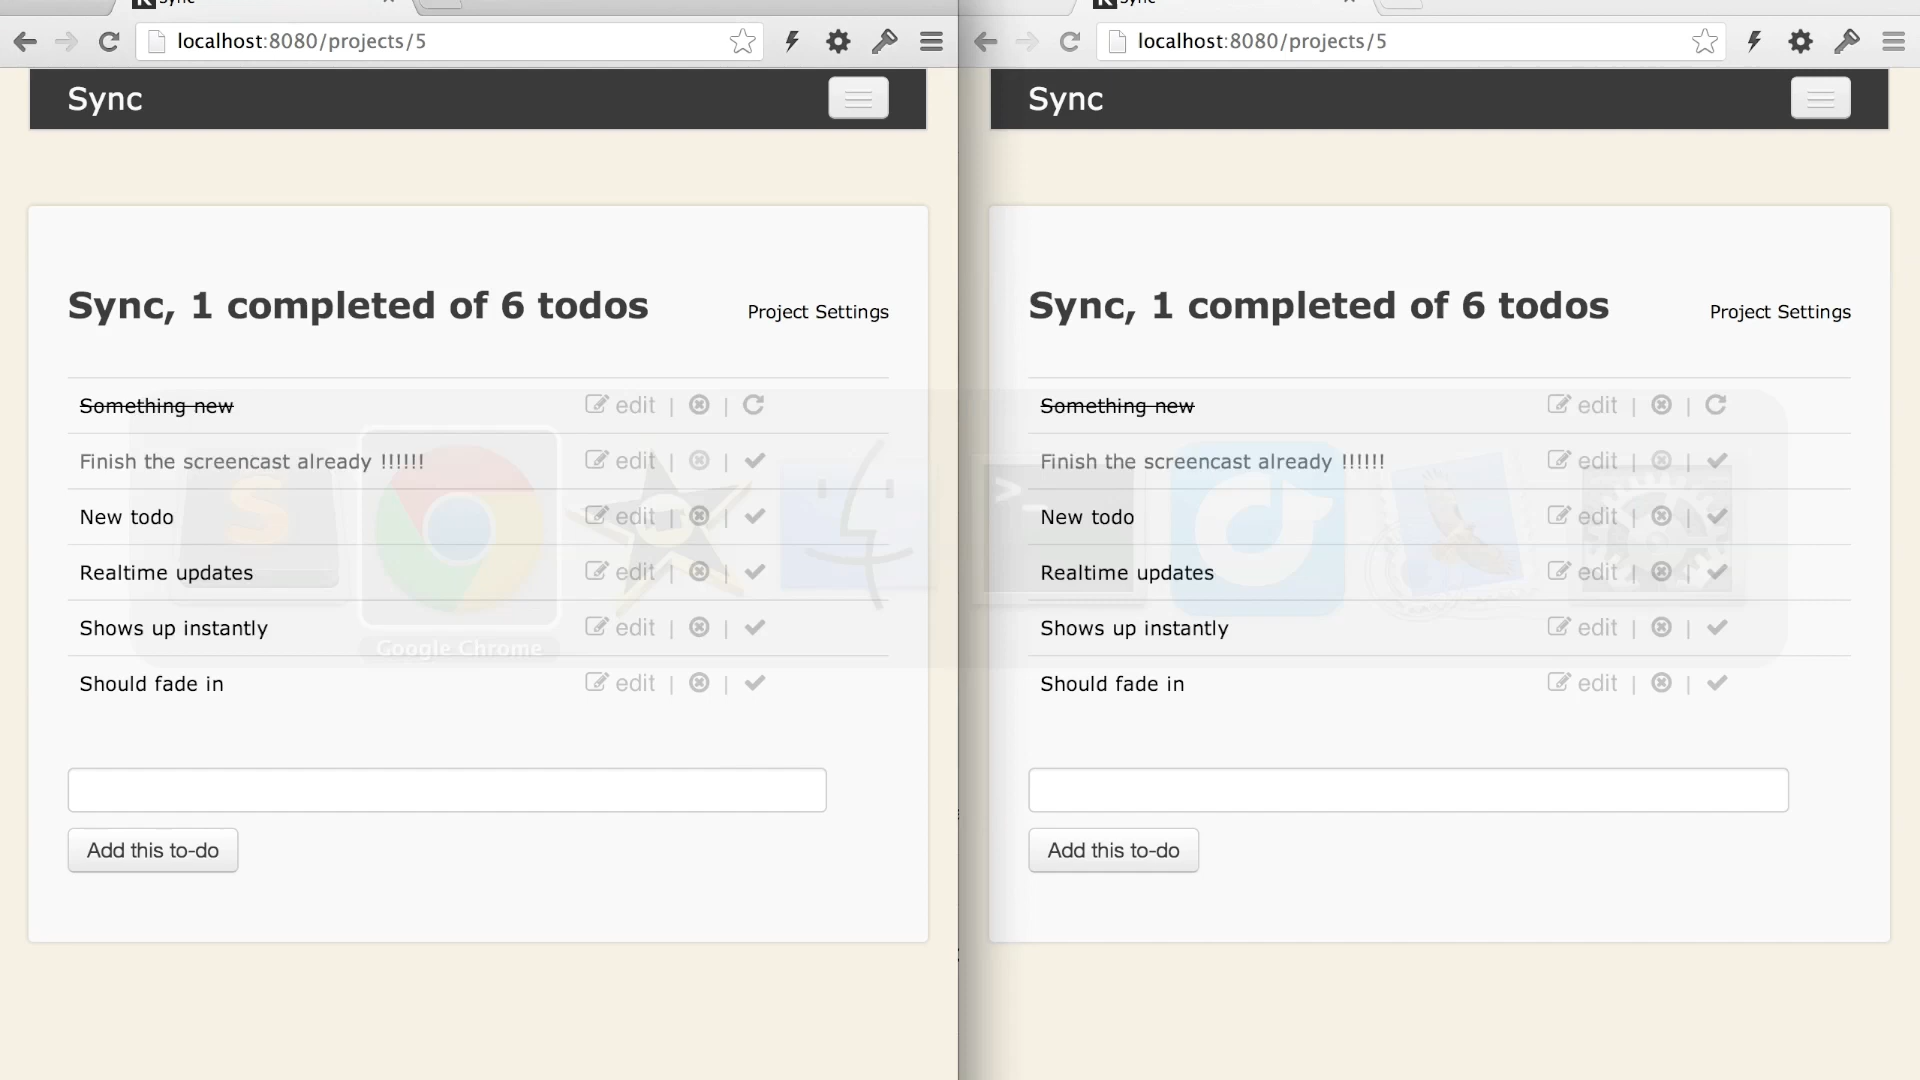 Sync
Sync
localhost:8080/projects/5
localhost:8080/projects/5
Sync
Sync
Sync, 1 completed of 6 todos
Project Settings
Something new
edit | |
Finish the screencast already !!!!!!
edit | |
New todo
edit | |
Realtime updates
edit | |
Shows up instantly
edit | |
Should fade in
edit | |
Add this to-do
Sync, 1 completed of 6 todos
Project Settings
Something new
edit | |
Finish the screencast already !!!!!!
edit | |
New todo
edit | |
Realtime updates
edit | |
Shows up instantly
edit | |
Should fade in
edit | |
Add this to-do
Google Chrome
>_